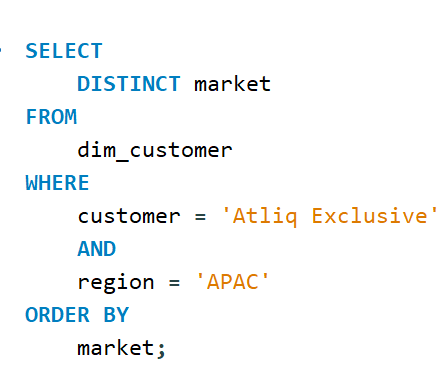 SELECT
    DISTINCT market
FROM
    dim_customer
WHERE
    customer = 'Atliq Exclusive'
    AND
    region = 'APAC'
ORDER BY
    market;